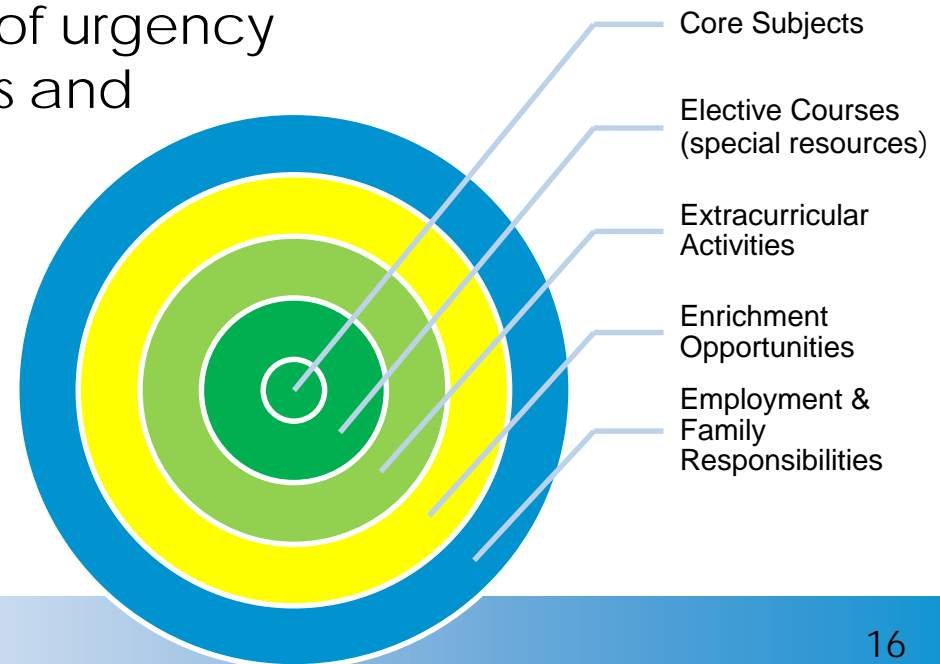 of urgency
s and
Core Subjects
Elective Courses
(special resources)
Extracurricular
Activities
Enrichment
Opportunities
Employment &
Family
Responsibilities
16